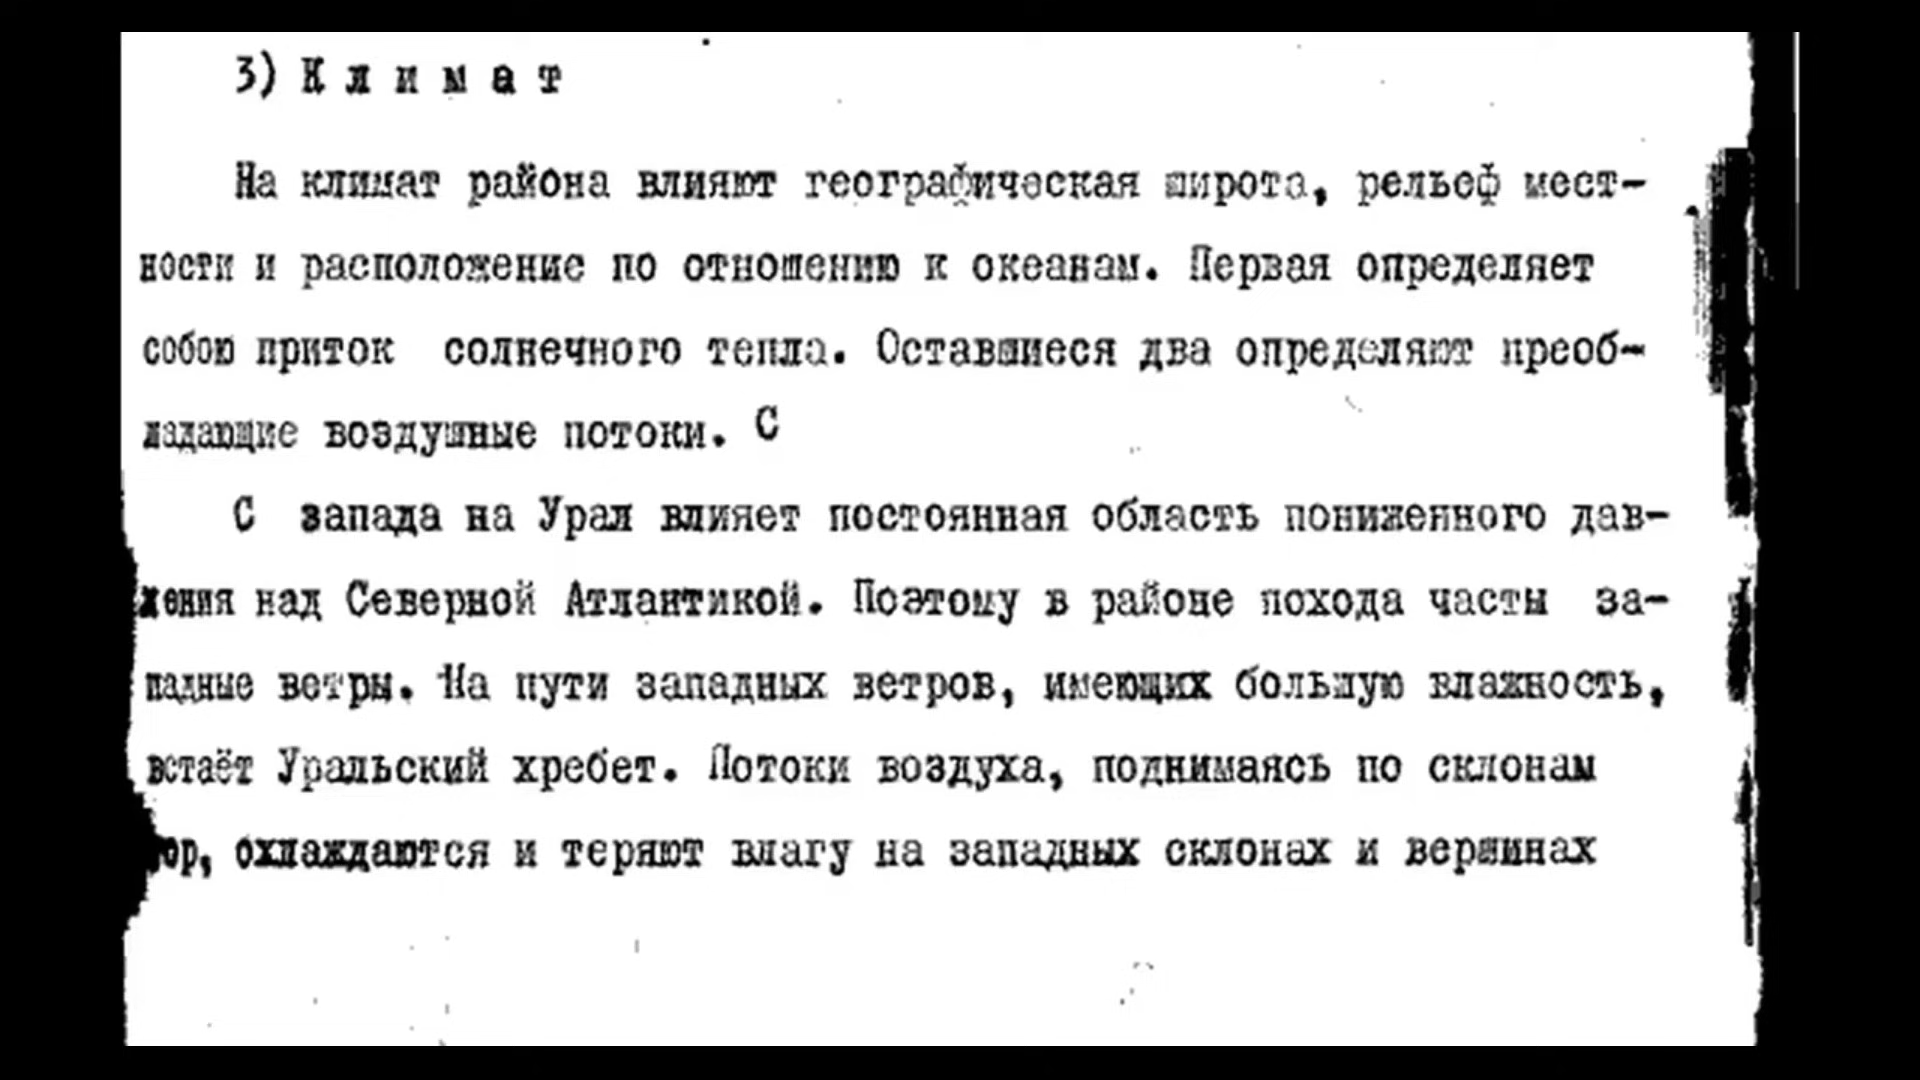 3) К л и м а т
На климат района влияют географическая широта, рельеф мест-
ности и расположение по отношению к океанам. Первая определяет
собою приток солнечного тепла. Оставшиеся два определяют преоб-
ладающие воздушные потоки. С
С запада на Урал влияет постоянная область пониженного дав-
ления над Северной Атлантикой. Поэтому в районе похода часты за-
падные ветры. На пути западных ветров, имеющих большую влажность,
встаёт Уральский хребет. Потоки воздуха, поднимаясь по склонам
гор, охлаждаются и теряют влагу на западных склонах и вершинах